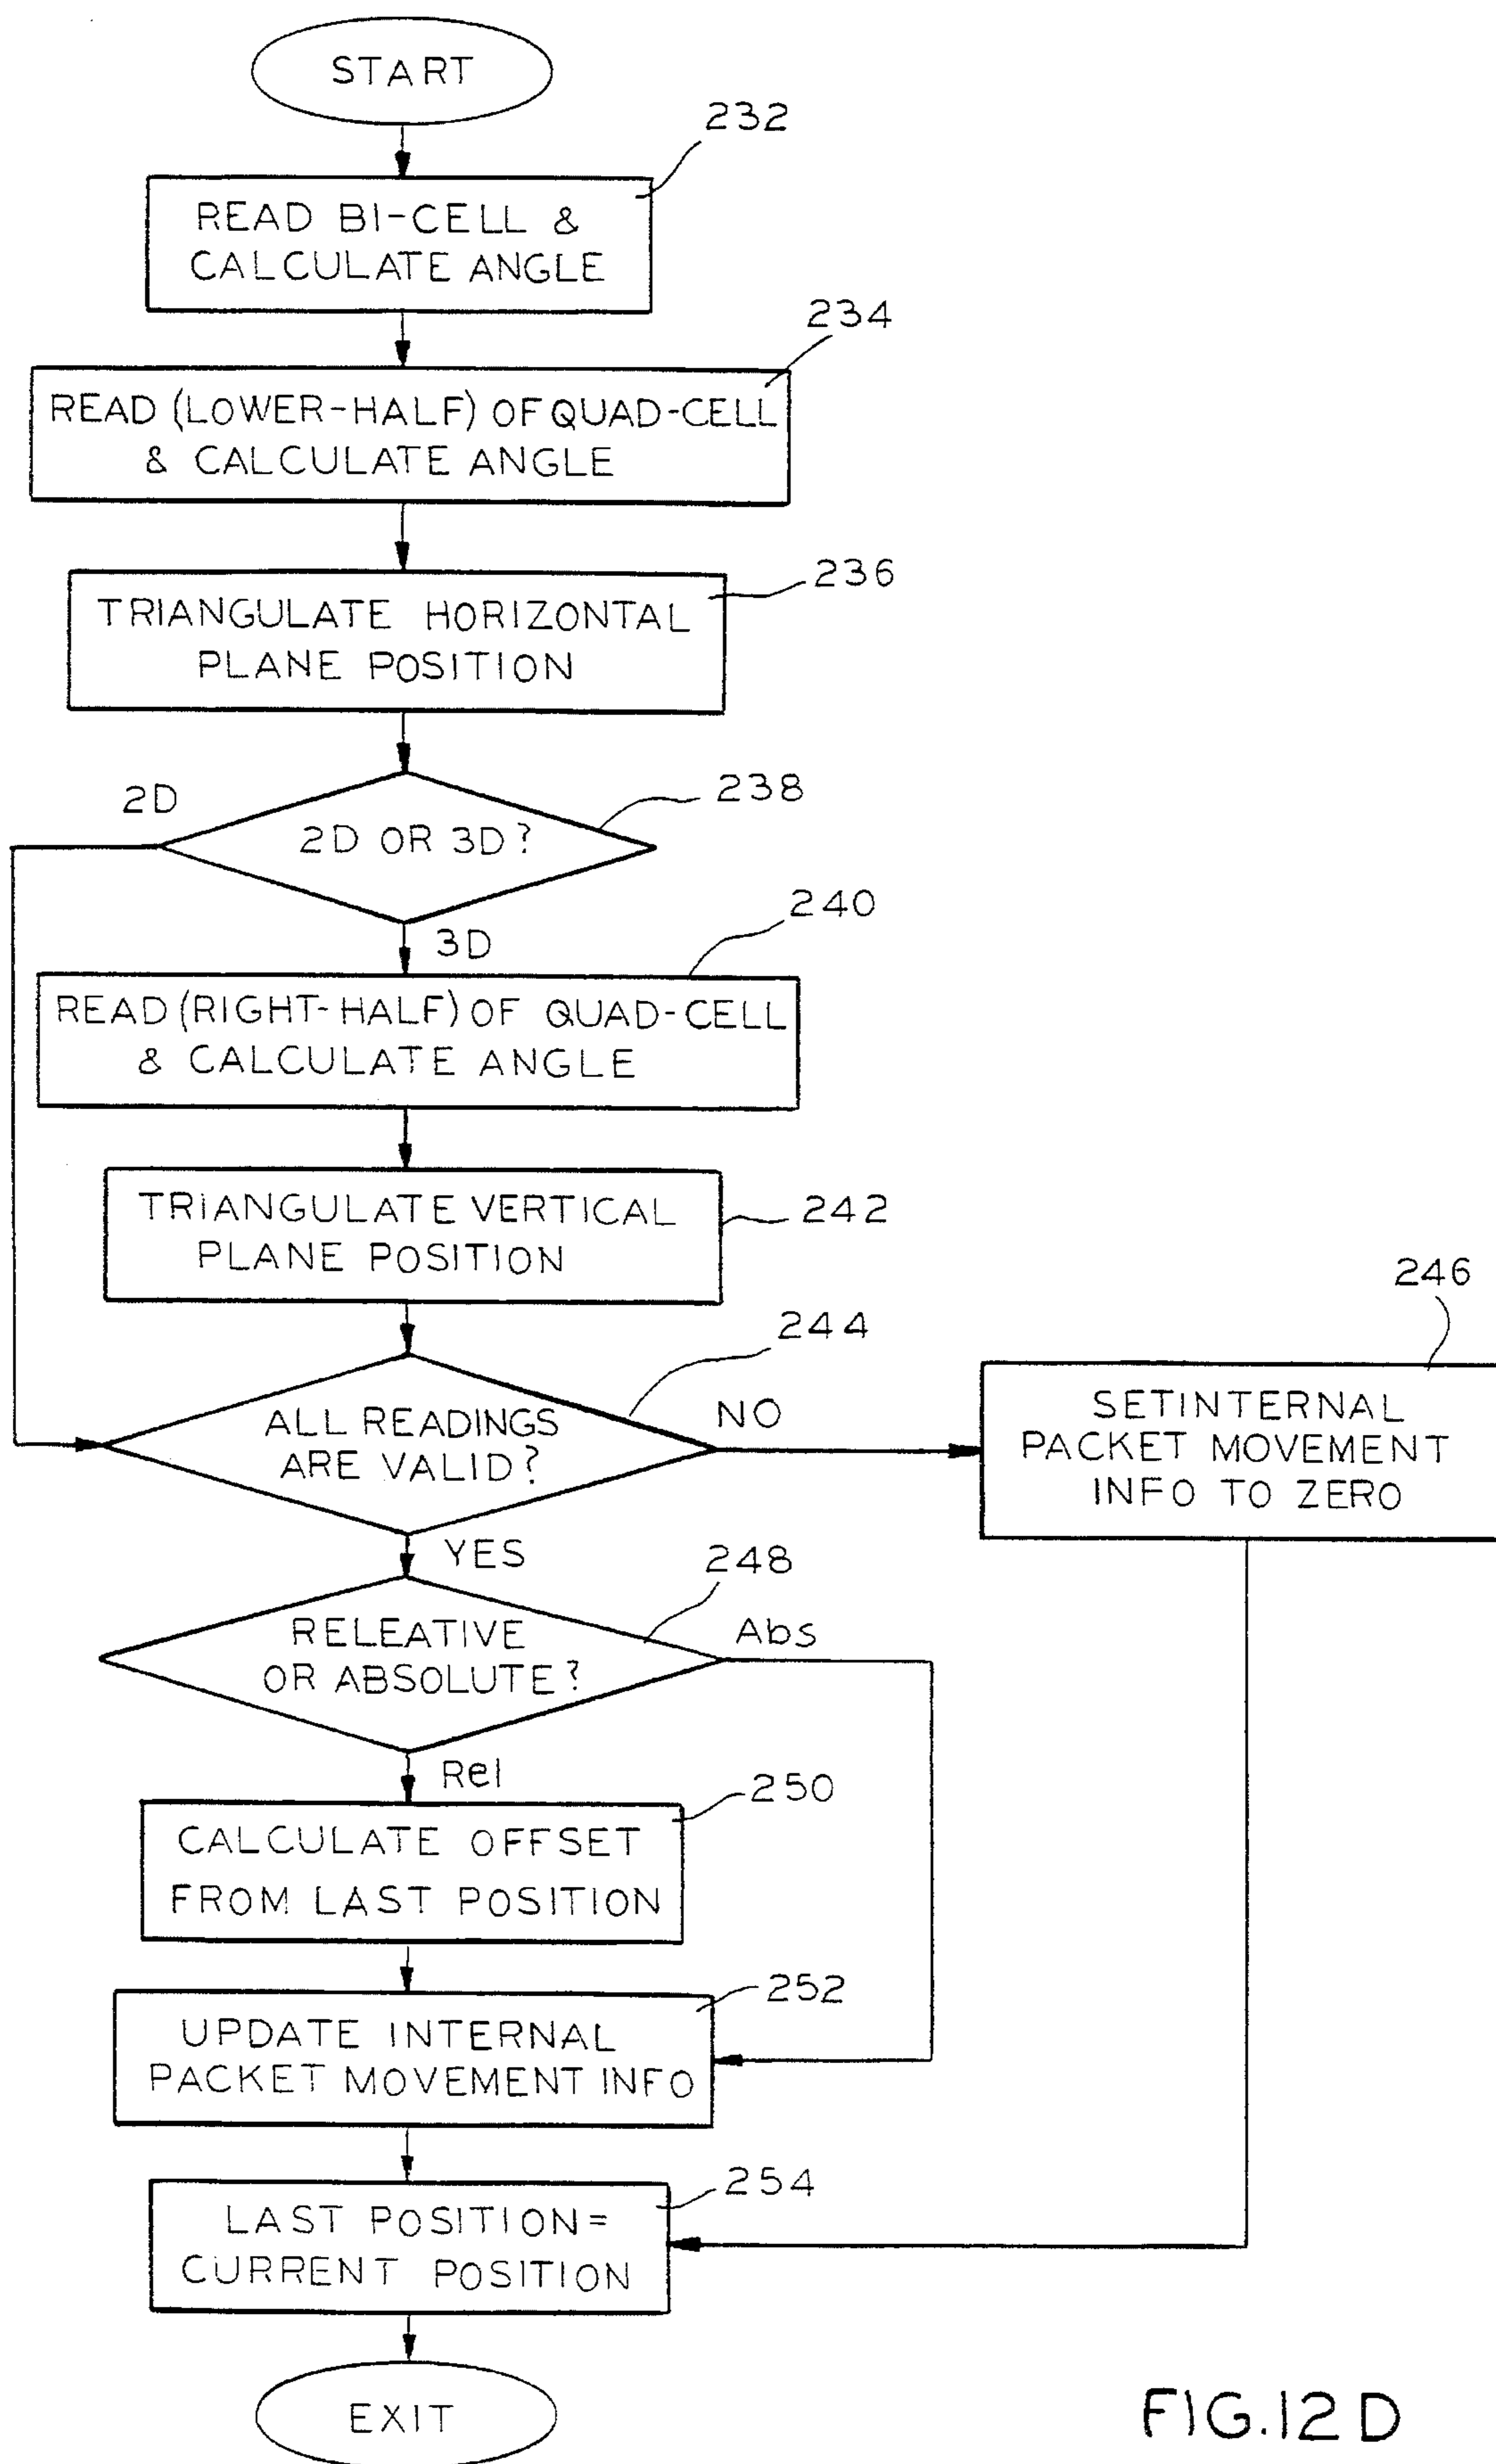 START
232
READ BI-CELL &
CALCULATE ANGLE
234
READ (LOWER-HALF) OF QUAD-CELL
& CALCULATE ANGLE
236
TRIANGULATE HORIZONTAL
PLANE POSITION
2D
238
2D OR 3D?
240
3D
READ (RIGHT-HALF) OF QUAD-CELL
& CALCULATE ANGLE
TRIANGULATE VERTICAL
PLANE POSITION
242
246
244
ALL READINGS
ARE VALID?
NO
SETINTERNAL
PACKET MOVEMENT
INFO TO ZERO
YES
248
RELEATIVE
OR ABSOLUTE?
Abs
Rel
250
CALCULATE OFFSET
FROM LAST POSITION
252
UPDATE INTERNAL
PACKET MOVEMENT INFO
254
LAST POSITION =
CURRENT POSITION
EXIT
FIG.12D